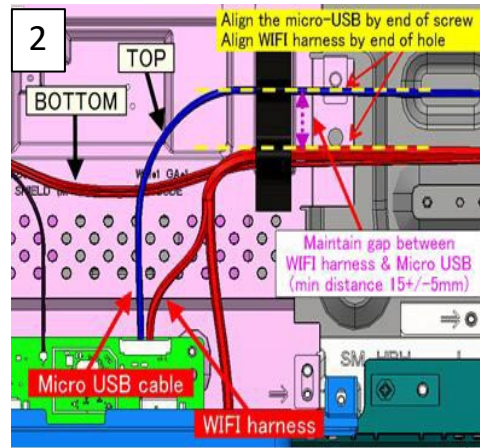 2
Align the micro-USB by end of screw
Align WIFI harness by end of hole
TOP
BOTTOM
SHIELD
Maintain gap between
WIFI harness & Micro USB
(min distance 15+/-5mm)
Micro USB cable
WIFI harness